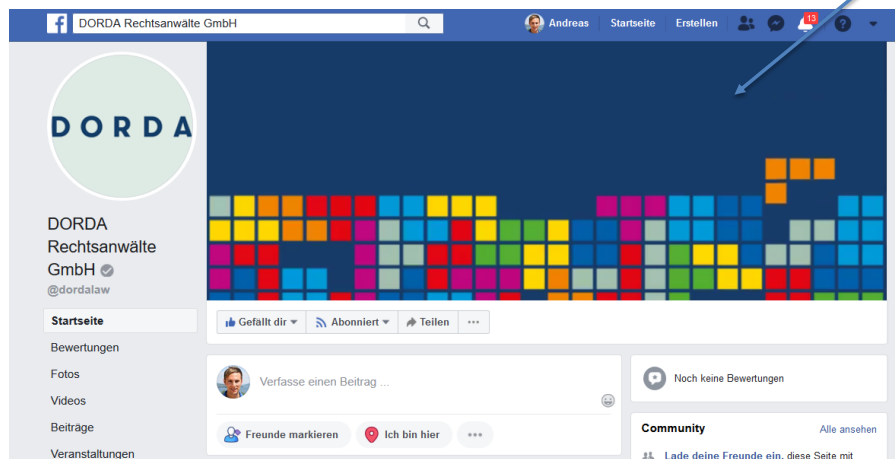 DORDA Rechtsanwälte GmbH
Andreas
Startseite
Erstellen
13
DORDA
DORDA
Rechtsanwälte
GmbH
@dordalaw
Startseite
Bewertungen
Fotos
Videos
Beiträge
Veranstaltungen
Gefällt dir
Abonniert
Teilen
Verfasse einen Beitrag ...
Freunde markieren
Ich bin hier
Noch keine Bewertungen
Community
Alle ansehen
Lade deine Freunde ein, diese Seite mit